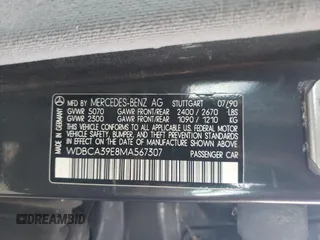 MADE IN GERMANY
MFD BY MERCEDES-BENZ AG STUTTGART 07/90
GVWR 5070 GAWR FRONT/REAR 2400 / 2670 LBS
GVWR 2300 GAWR FRONT/REAR 1090 / 1210 KG
THIS VEHICLE CONFORMS TO ALL APPLICABLE U.S. FEDERAL
MOTOR VEHICLE SAFETY, BUMPER, AND THEFT PREVENTION
STANDARDS IN EFFECT ON THE DATE OF MANUFACTURE
SHOWN ABOVE.
WDBCA39E8MA567307 PASSENGER CAR
DREAMBID